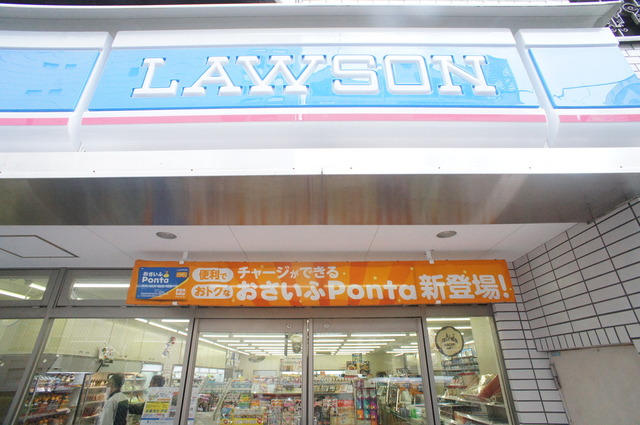 LAWSON
おさいふ
Ponta
便利で
おトクな
チャージができる
おさいふPonta新登場!